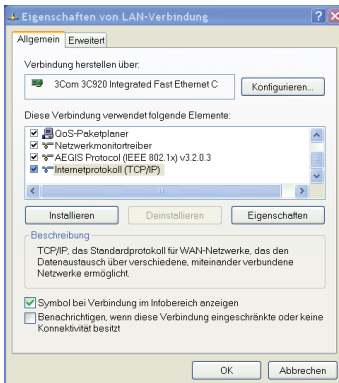 Eigenschaften von LAN-Verbindung
Allgemein Erweitert
Verbindung herstellen über:
3Com 3C920 Integrated Fast Ethernet C Konfigurieren...
Diese Verbindung verwendet folgende Elemente:
QoS-Paketplaner
Netzwerkmonitortreiber
AEGIS Protocol (IEEE 802.1x) v3.2.0.3
Internetprotokoll (TCP/IP)
Installieren Deinstallieren Eigenschaften
Beschreibung
TCP/IP, das Standardprotokoll für WAN-Netzwerke, das den
Datenaustausch über verschiedene, miteinander verbundene
Netzwerke ermöglicht.
Symbol bei Verbindung im Infobereich anzeigen
Benachrichtigen, wenn diese Verbindung eingeschränkte oder keine
Konnektivität besitzt
OK Abbrechen